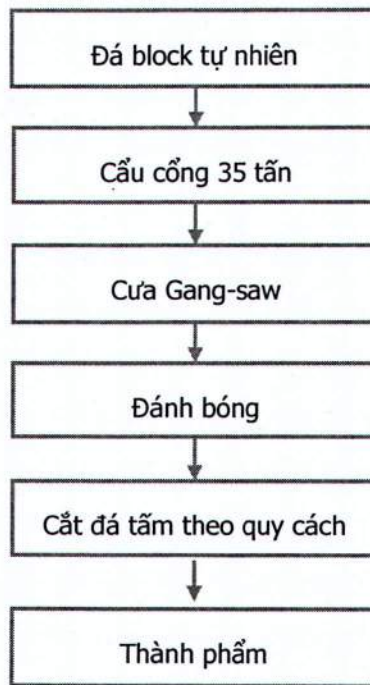 Đá block tự nhiên
Cẩu cổng 35 tấn
Cưa Gang-saw
Đánh bóng
Cắt đá tấm theo quy cách
Thành phẩm